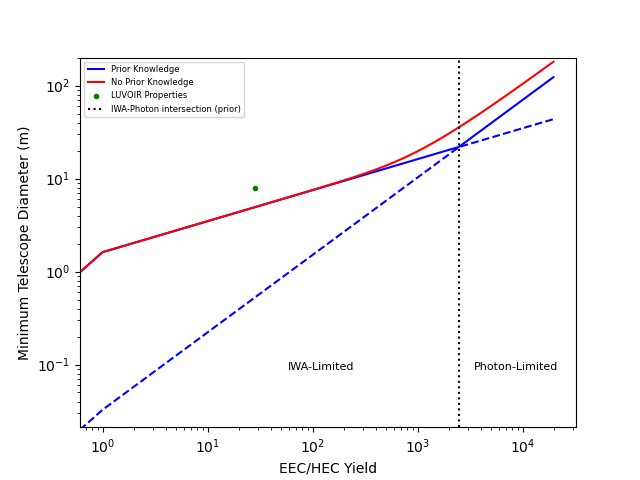 Prior Knowledge
No Prior Knowledge
LUVOIR Properties
IWA-Photon intersection (prior)
Minimum Telescope Diameter (m)
10²
10¹
10⁰
10⁻¹
IWA-Limited
Photon-Limited
10⁰ 10¹ 10² 10³ 10⁴
EEC/HEC Yield